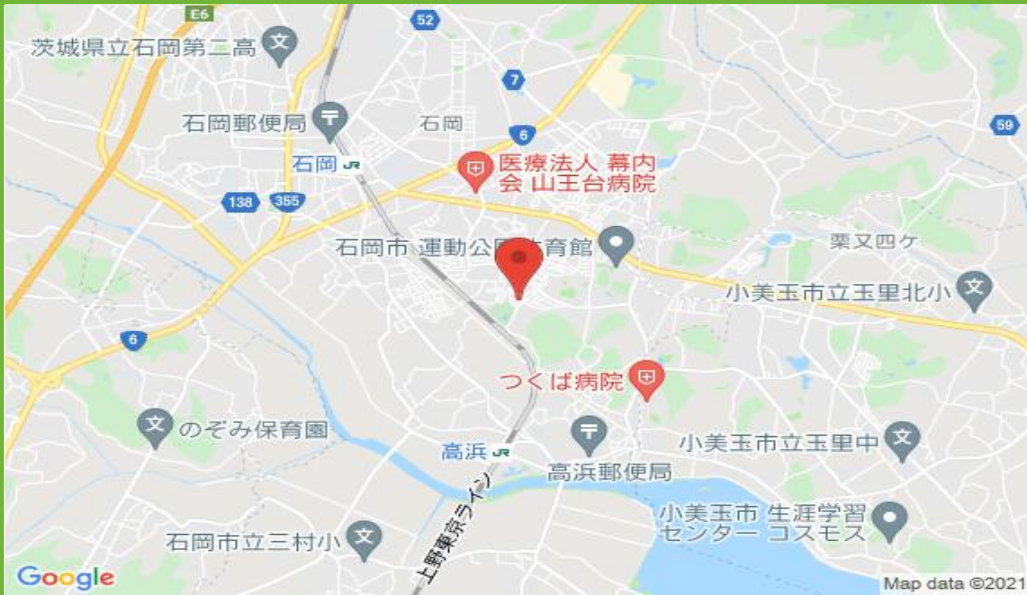 E6
52
茨城県立石岡第二高
7
石岡郵便局
石岡
59
6
石岡 JR
医療法人 幕内
会 山王台病院
138
355
石岡市 運動公園体育館
栗又四ケ
小美玉市立玉里北小
6
つくば病院
のぞみ保育園
小美玉市立玉里中
高浜 JR
高浜郵便局
上野東京ライン
小美玉市 生涯学習
センター コスモス
石岡市立三村小
Google
Map data ©2021